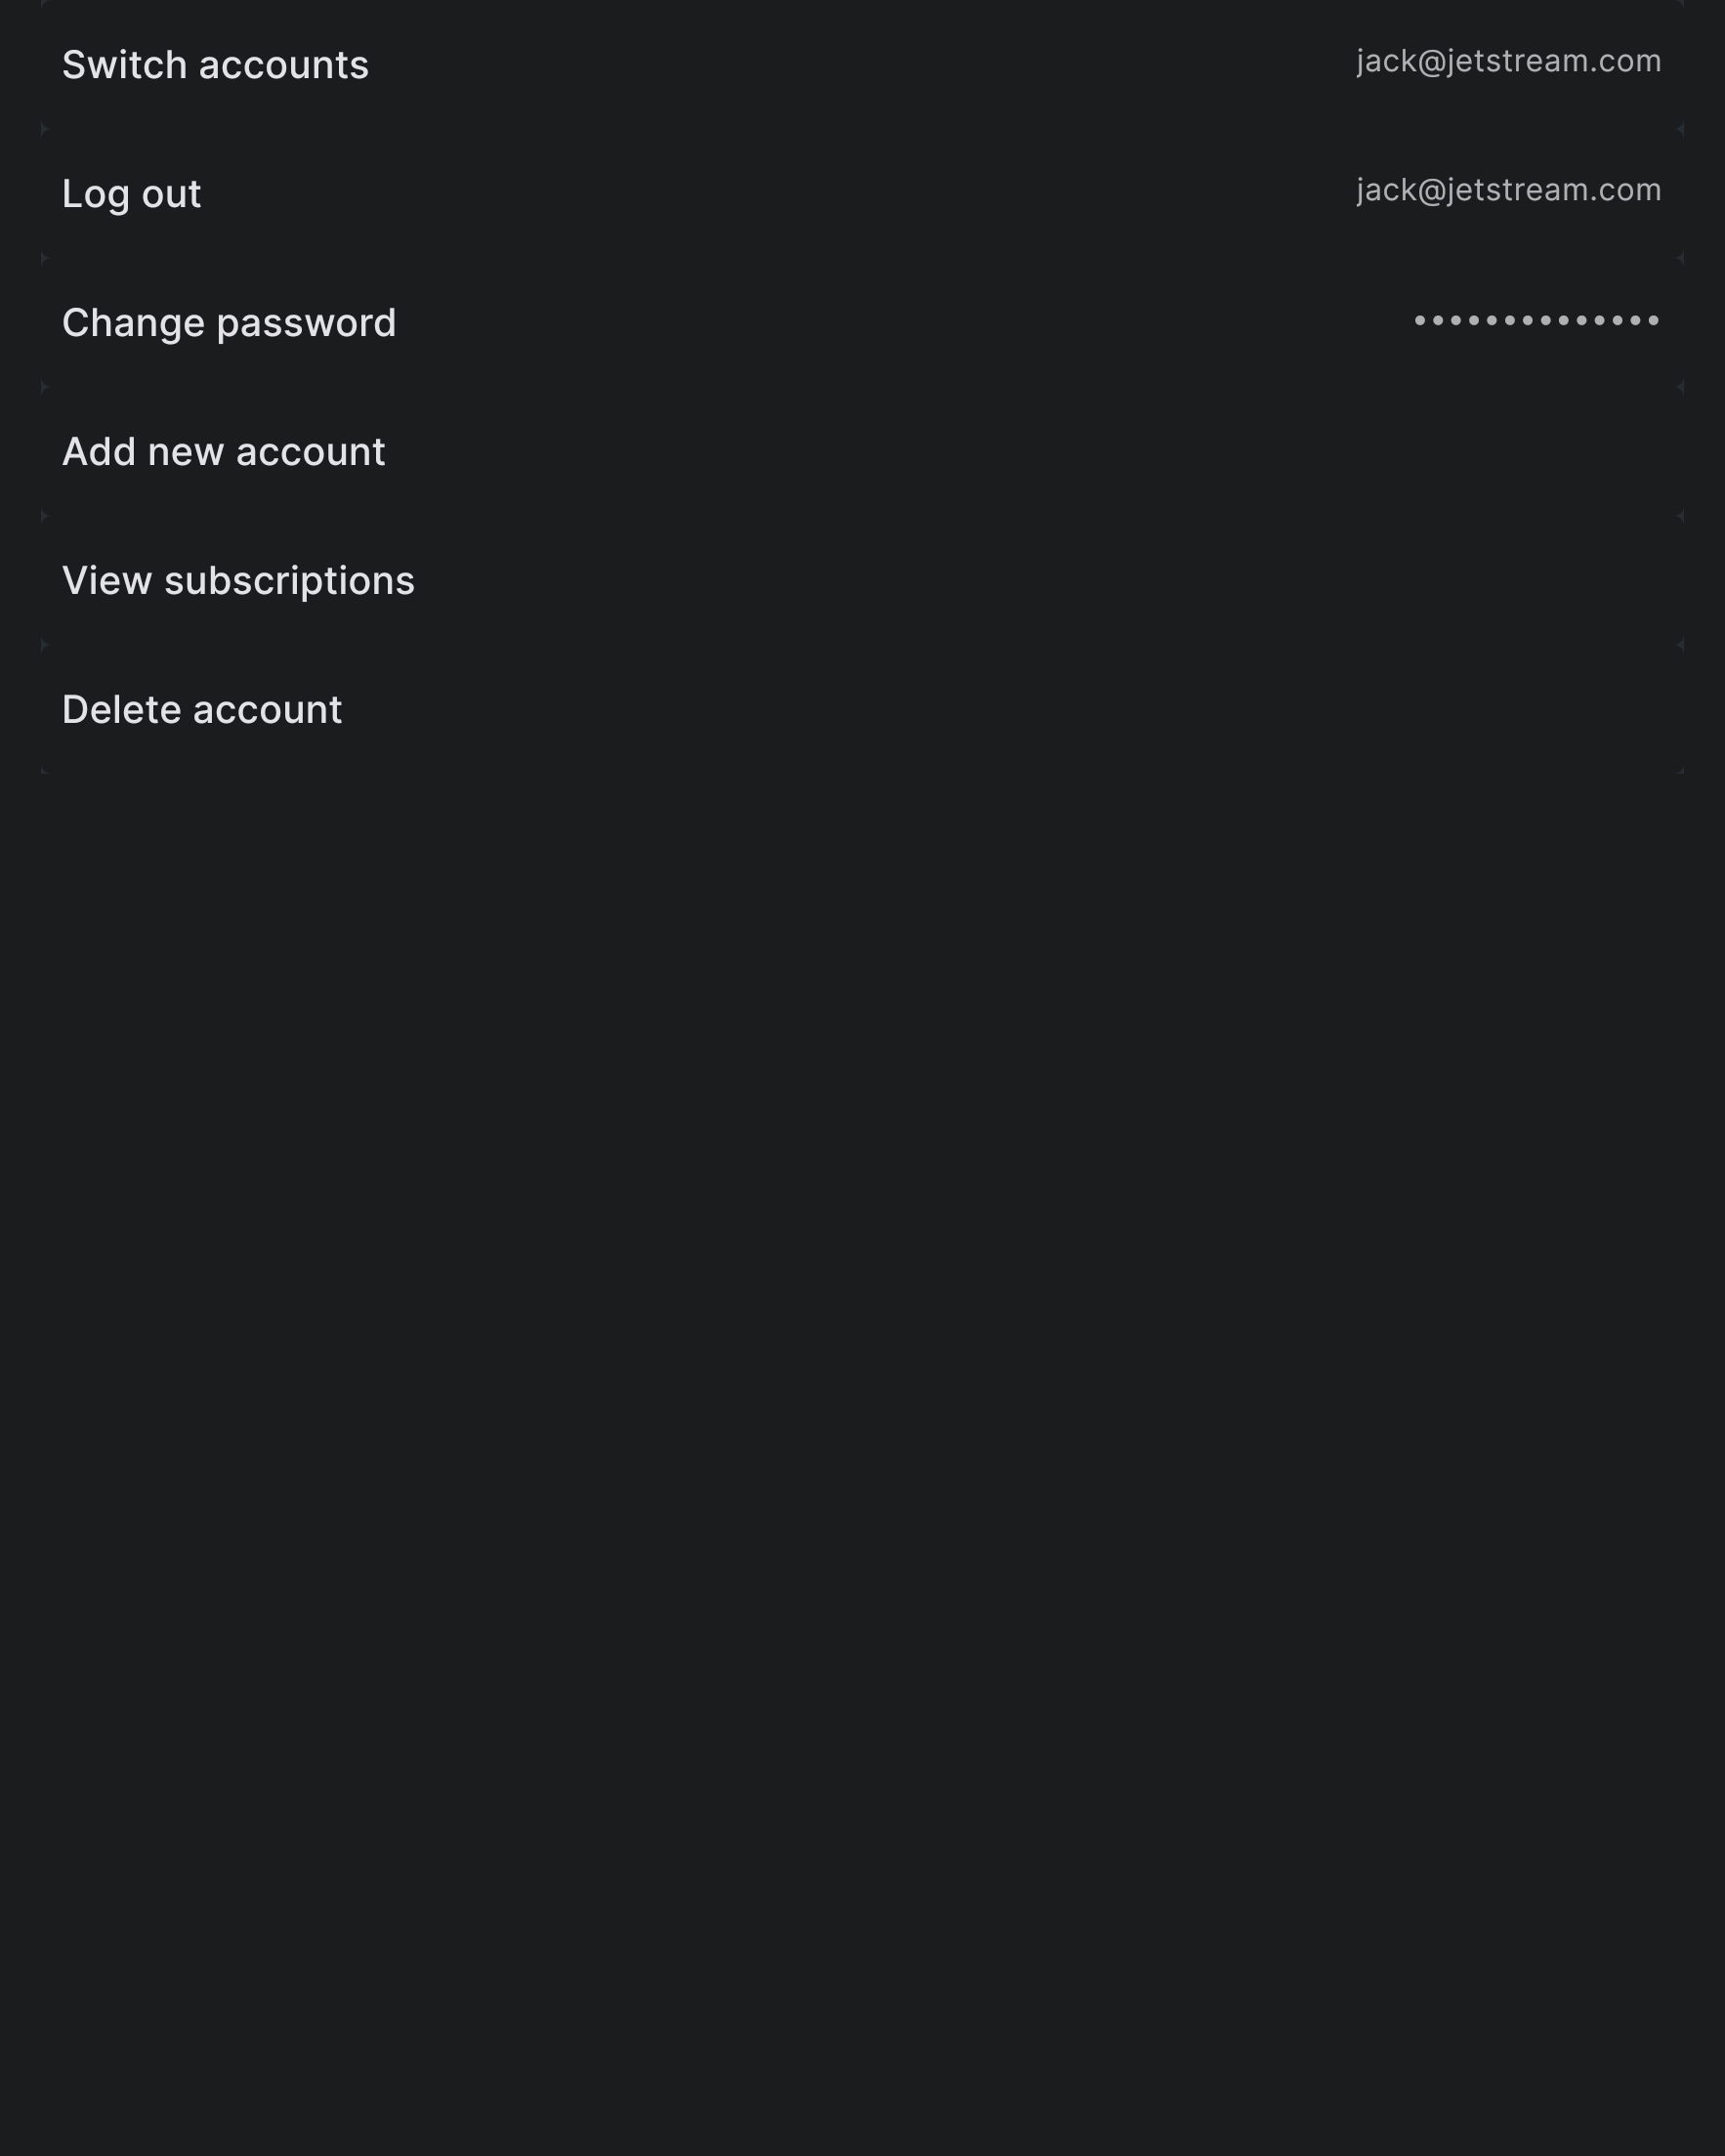 Switch accounts jack@jetstream.com
Log out jack@jetstream.com
Change password ••••••••••••••
Add new account
View subscriptions
Delete account